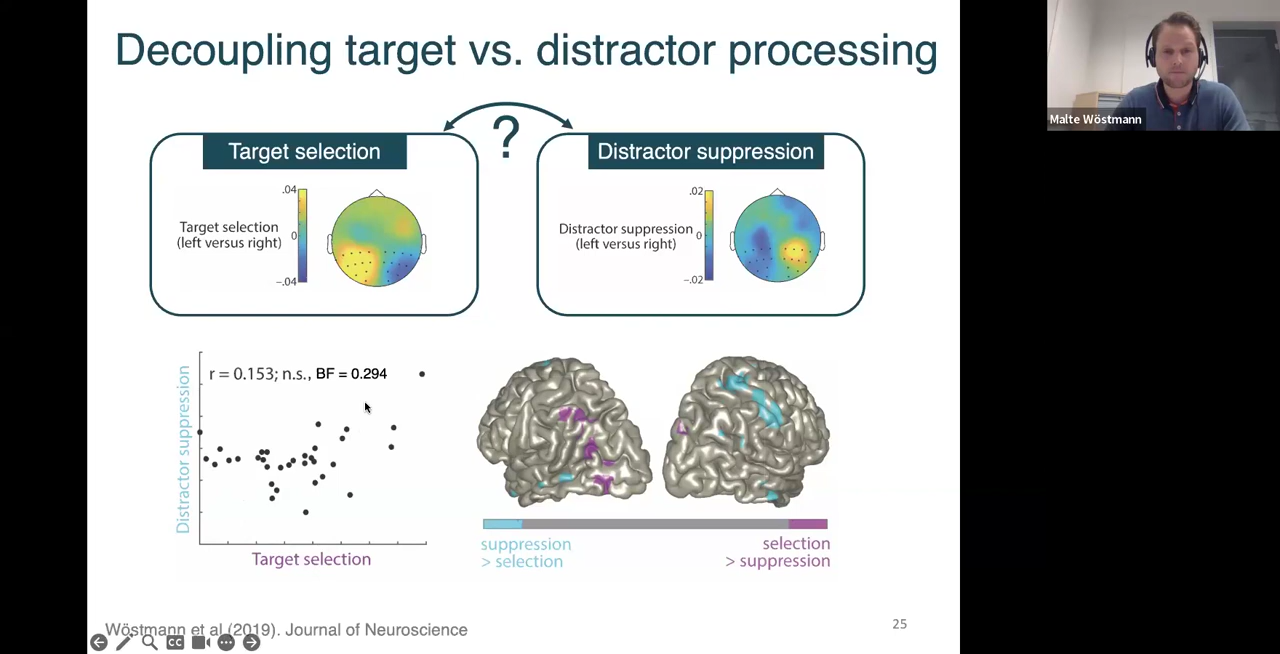 Decoupling target vs. distractor processing
Malte Wöstmann
?
Target selection
Distractor suppression
Target selection
(left versus right)
.04
0
−.04
Distractor suppression
(left versus right)
.02
0
−.02
r = 0.153; n.s., BF = 0.294
Distractor suppression
Target selection
suppression
> selection
selection
> suppression
Wöstmann et al (2019). Journal of Neuroscience
25
CC